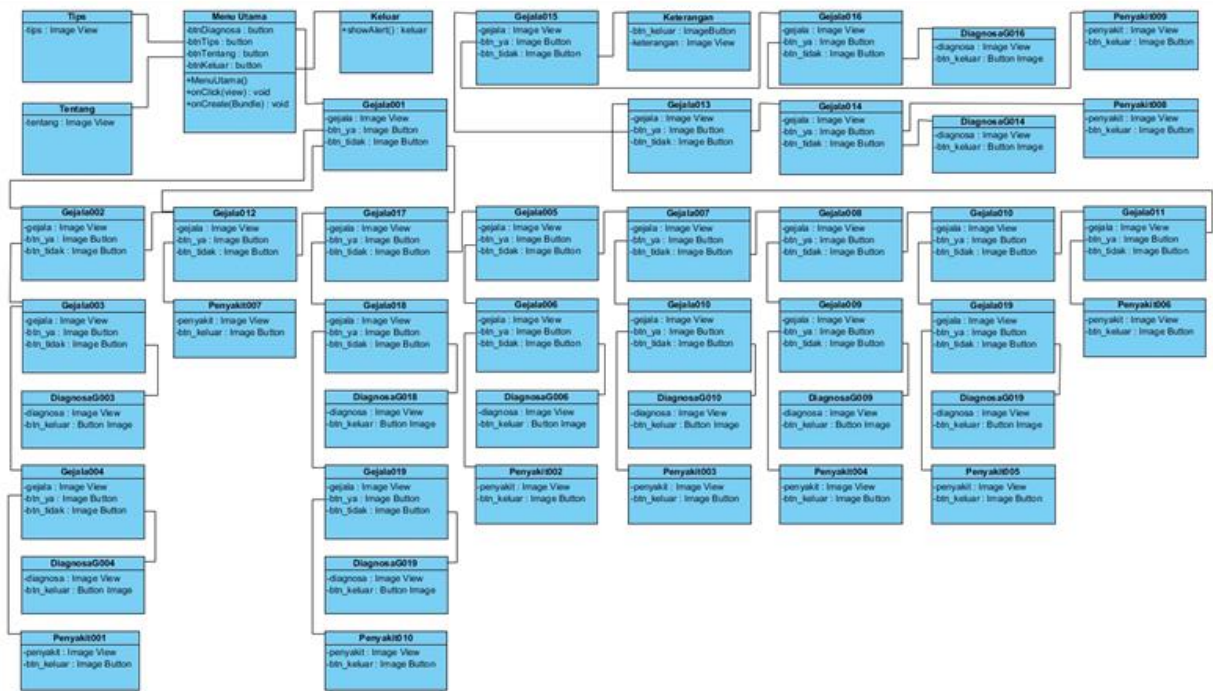 Tips
-tips : Image View
Menu Utama
-btnDiagnosa : button
-btnTips : button
-btnTentang : button
-btnKeluar : button
+MenuUtama()
+onClick(view) : void
+onCreate(Bundle) : void
Keluar
+showAlert() : keluar
Tentang
-tentang : Image View
Gejala001
-gejala : Image View
-btn_ya : Image Button
-btn_tidak : Image Button
Gejala015
-gejala : Image View
-btn_ya : Image Button
-btn_tidak : Image Button
Keterangan
-btn_keluar : ImageButton
-keterangan : Image View
Gejala016
-gejala : Image View
-btn_ya : Image Button
-btn_tidak : Image Button
DiagnosaG016
-diagnosa : Image View
-btn_keluar : Button Image
Penyakit009
-penyakit : Image View
-btn_keluar : Image Button
Gejala013
-gejala : Image View
-btn_ya : Image Button
-btn_tidak : Image Button
Gejala014
-gejala : Image View
-btn_ya : Image Button
-btn_tidak : Image Button
DiagnosaG014
-diagnosa : Image View
-btn_keluar : Button Image
Penyakit008
-penyakit : Image View
-btn_keluar : Image Button
Gejala002
-gejala : Image View
-btn_ya : Image Button
-btn_tidak : Image Button
Gejala012
-gejala : Image View
-btn_ya : Image Button
-btn_tidak : Image Button
Gejala017
-gejala : Image View
-btn_ya : Image Button
-btn_tidak : Image Button
Gejala005
-gejala : Image View
-btn_ya : Image Button
-btn_tidak : Image Button
Gejala007
-gejala : Image View
-btn_ya : Image Button
-btn_tidak : Image Button
Gejala008
-gejala : Image View
-btn_ya : Image Button
-btn_tidak : Image Button
Gejala010
-gejala : Image View
-btn_ya : Image Button
-btn_tidak : Image Button
Gejala011
-gejala : Image View
-btn_ya : Image Button
-btn_tidak : Image Button
Gejala003
-gejala : Image View
-btn_ya : Image Button
-btn_tidak : Image Button
Penyakit007
-penyakit : Image View
-btn_keluar : Image Button
Gejala018
-gejala : Image View
-btn_ya : Image Button
-btn_tidak : Image Button
Gejala006
-gejala : Image View
-btn_ya : Image Button
-btn_tidak : Image Button
Gejala010
-gejala : Image View
-btn_ya : Image Button
-btn_tidak : Image Button
Gejala009
-gejala : Image View
-btn_ya : Image Button
-btn_tidak : Image Button
Gejala019
-gejala : Image View
-btn_ya : Image Button
-btn_tidak : Image Button
Penyakit006
-penyakit : Image View
-btn_keluar : Image Button
DiagnosaG003
-diagnosa : Image View
-btn_keluar : Button Image
DiagnosaG018
-diagnosa : Image View
-btn_keluar : Button Image
DiagnosaG006
-diagnosa : Image View
-btn_keluar : Button Image
DiagnosaG010
-diagnosa : Image View
-btn_keluar : Button Image
DiagnosaG009
-diagnosa : Image View
-btn_keluar : Button Image
DiagnosaG019
-diagnosa : Image View
-btn_keluar : Button Image
Gejala004
-gejala : Image View
-btn_ya : Image Button
-btn_tidak : Image Button
Gejala019
-gejala : Image View
-btn_ya : Image Button
-btn_tidak : Image Button
Penyakit002
-penyakit : Image View
-btn_keluar : Image Button
Penyakit003
-penyakit : Image View
-btn_keluar : Image Button
Penyakit004
-penyakit : Image View
-btn_keluar : Image Button
Penyakit005
-penyakit : Image View
-btn_keluar : Image Button
DiagnosaG004
-diagnosa : Image View
-btn_keluar : Button Image
DiagnosaG019
-diagnosa : Image View
-btn_keluar : Button Image
Penyakit001
-penyakit : Image View
-btn_keluar : Image Button
Penyakit010
-penyakit : Image View
-btn_keluar : Image Button